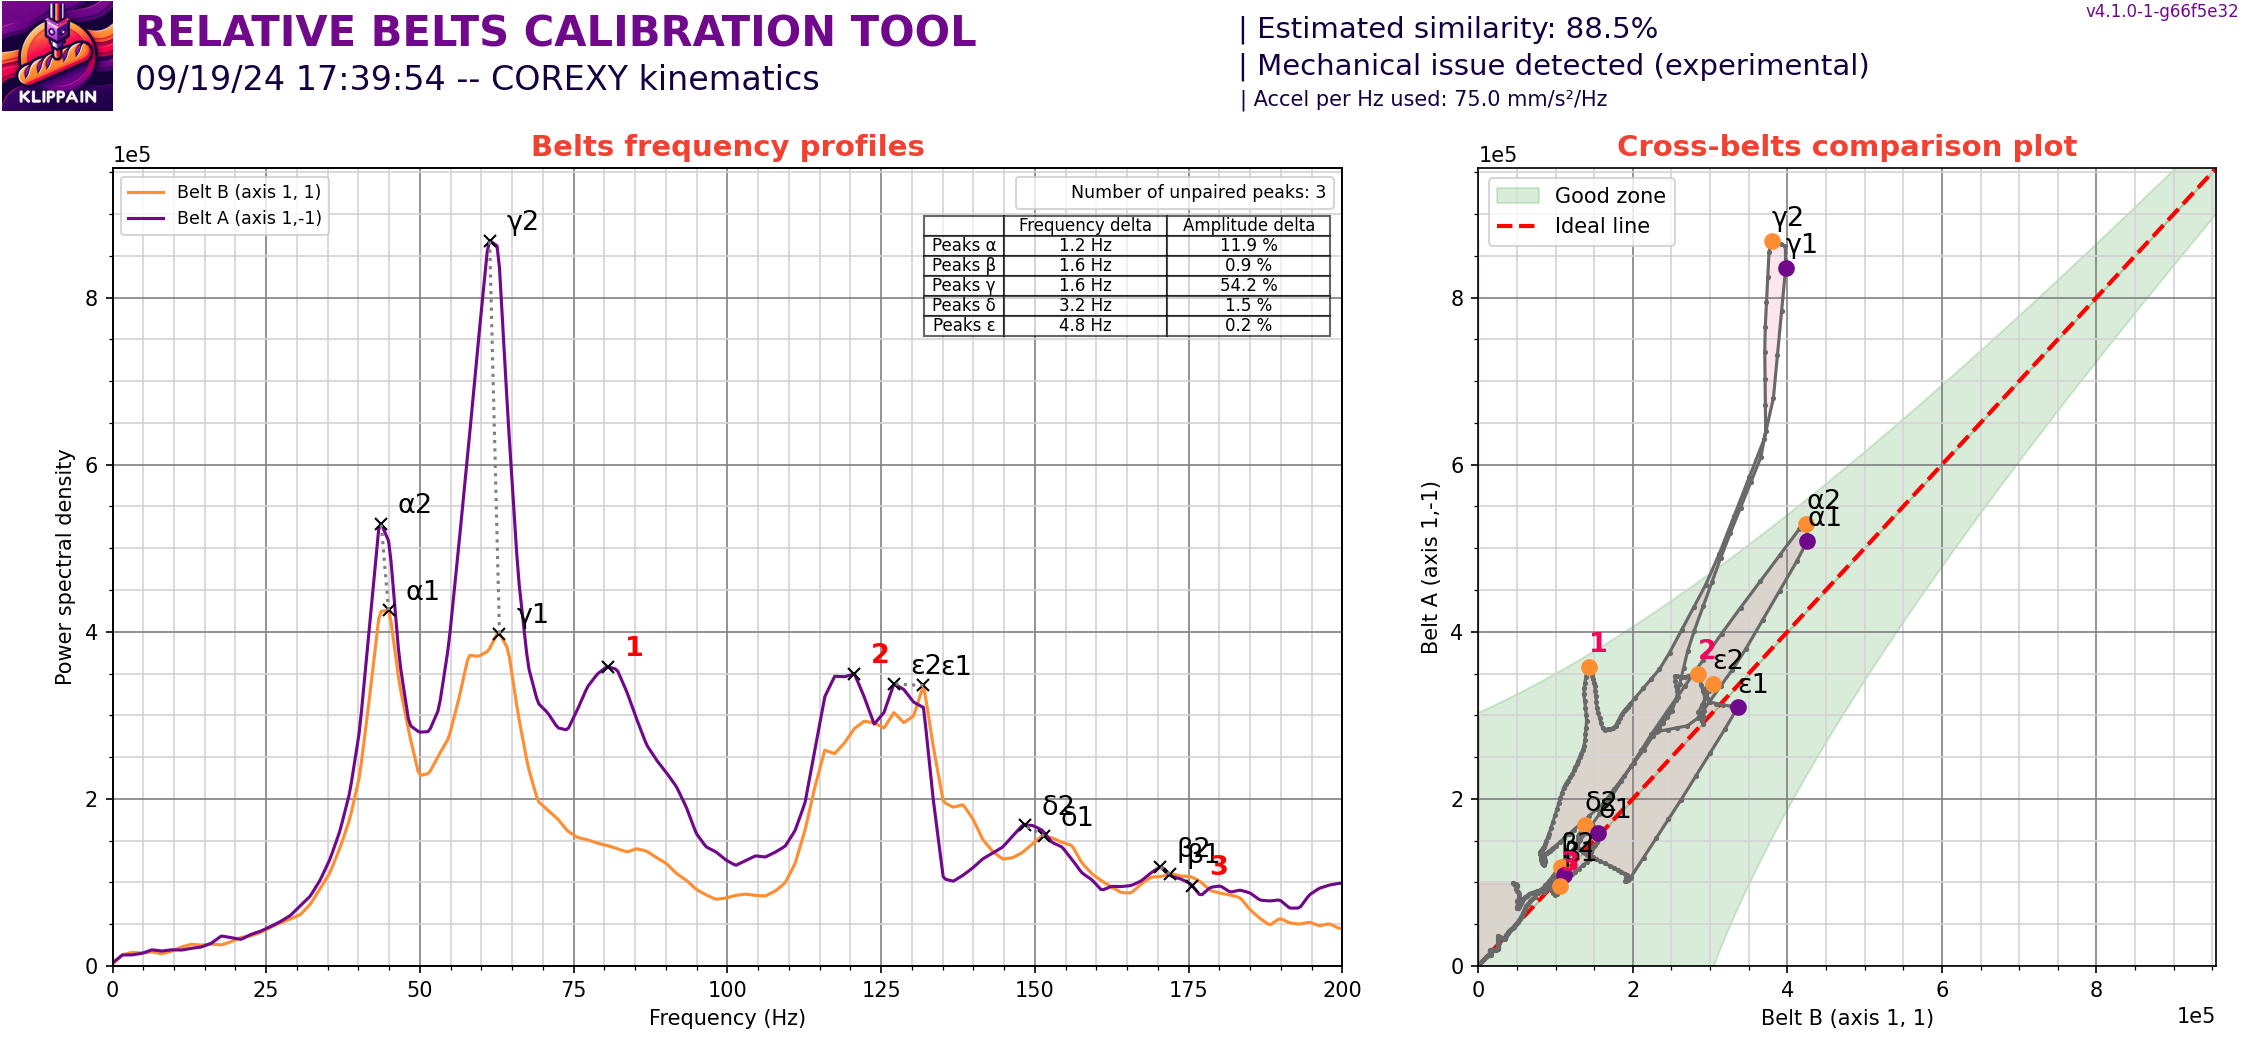 KLIPPAIN
RELATIVE BELTS CALIBRATION TOOL
09/19/24 17:39:54 -- COREXY kinematics
| Estimated similarity: 88.5%
| Mechanical issue detected (experimental)
| Accel per Hz used: 75.0 mm/s²/Hz
v4.1.0-1-g66f5e32
Belts frequency profiles
1e5
Belt B (axis 1, 1)
Belt A (axis 1,-1)
Number of unpaired peaks: 3
Frequency delta Amplitude delta
Peaks α 1.2 Hz 11.9 %
Peaks β 1.6 Hz 0.9 %
Peaks γ 1.6 Hz 54.2 %
Peaks δ 3.2 Hz 1.5 %
Peaks ε 4.8 Hz 0.2 %
γ2
α2
α1
γ1
1
2
ε2 ε1
δ2
δ1
β2
β1
3
8
6
4
2
0
Power spectral density
0 25 50 75 100 125 150 175 200
Frequency (Hz)
Cross-belts comparison plot
1e5
Good zone
Ideal line
γ2
γ1
α2
α1
1
2
ε2
ε1
δ2
δ1
β2
β1
3
8
6
4
2
0
Belt A (axis 1,-1)
0 2 4 6 8
1e5
Belt B (axis 1, 1)